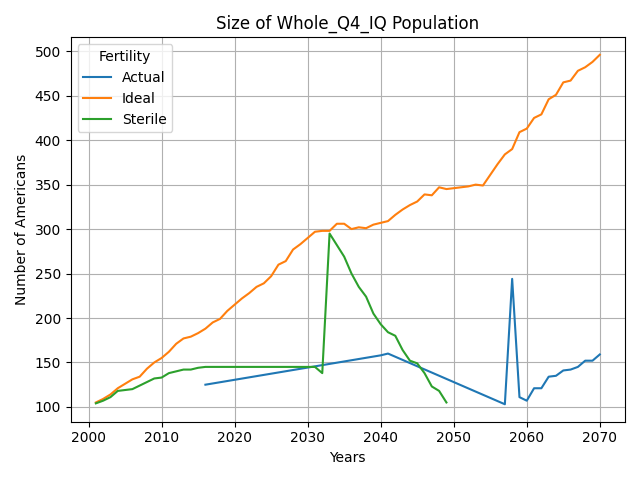 Size of Whole_Q4_IQ Population
Fertility
Actual
Ideal
Sterile
Number of Americans
500
450
400
350
300
250
200
150
100
2000
2010
2020
2030
2040
2050
2060
2070
Years